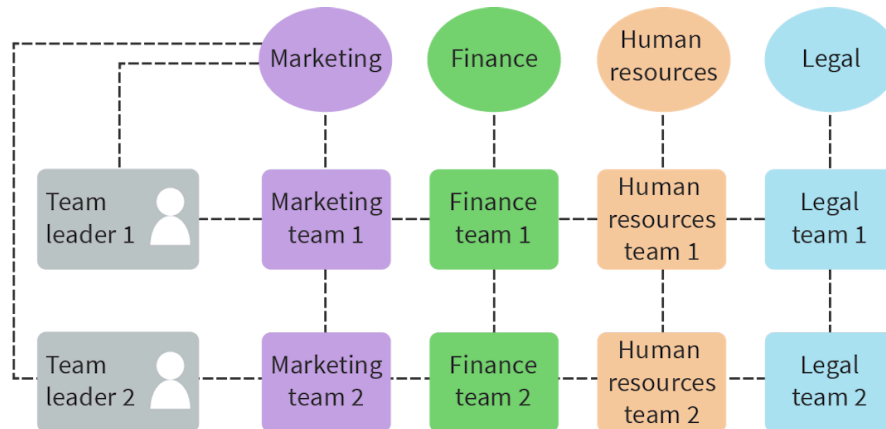 Marketing
Finance
Human
resources
Legal
Team
leader 1
Marketing
team 1
Finance
team 1
Human
resources
team 1
Legal
team 1
Team
leader 2
Marketing
team 2
Finance
team 2
Human
resources
team 2
Legal
team 2